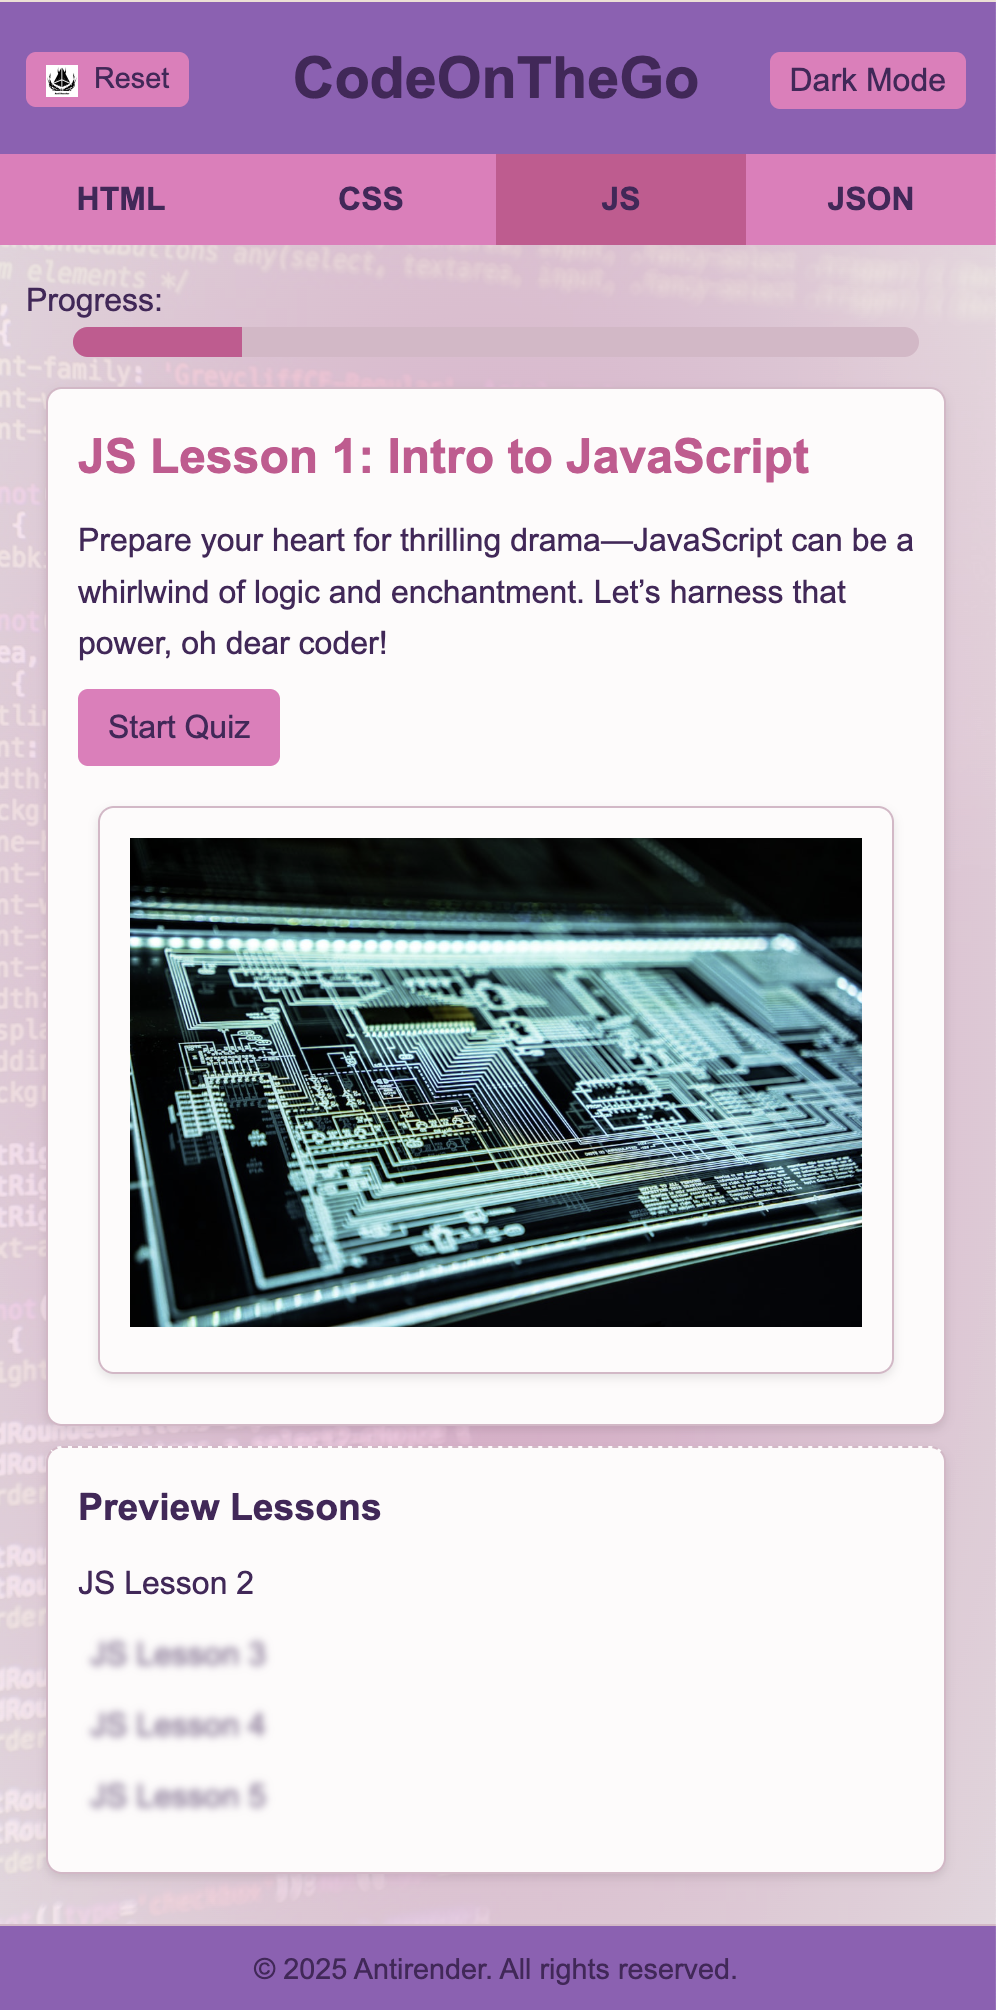 Reset
CodeOnTheGo
Dark Mode
HTML
CSS
JS
JSON
Progress:
JS Lesson 1: Intro to JavaScript
Prepare your heart for thrilling drama—JavaScript can be a
whirlwind of logic and enchantment. Let’s harness that
power, oh dear coder!
Start Quiz
Preview Lessons
JS Lesson 2
JS Lesson 3
JS Lesson 4
JS Lesson 5
© 2025 Antirender. All rights reserved.